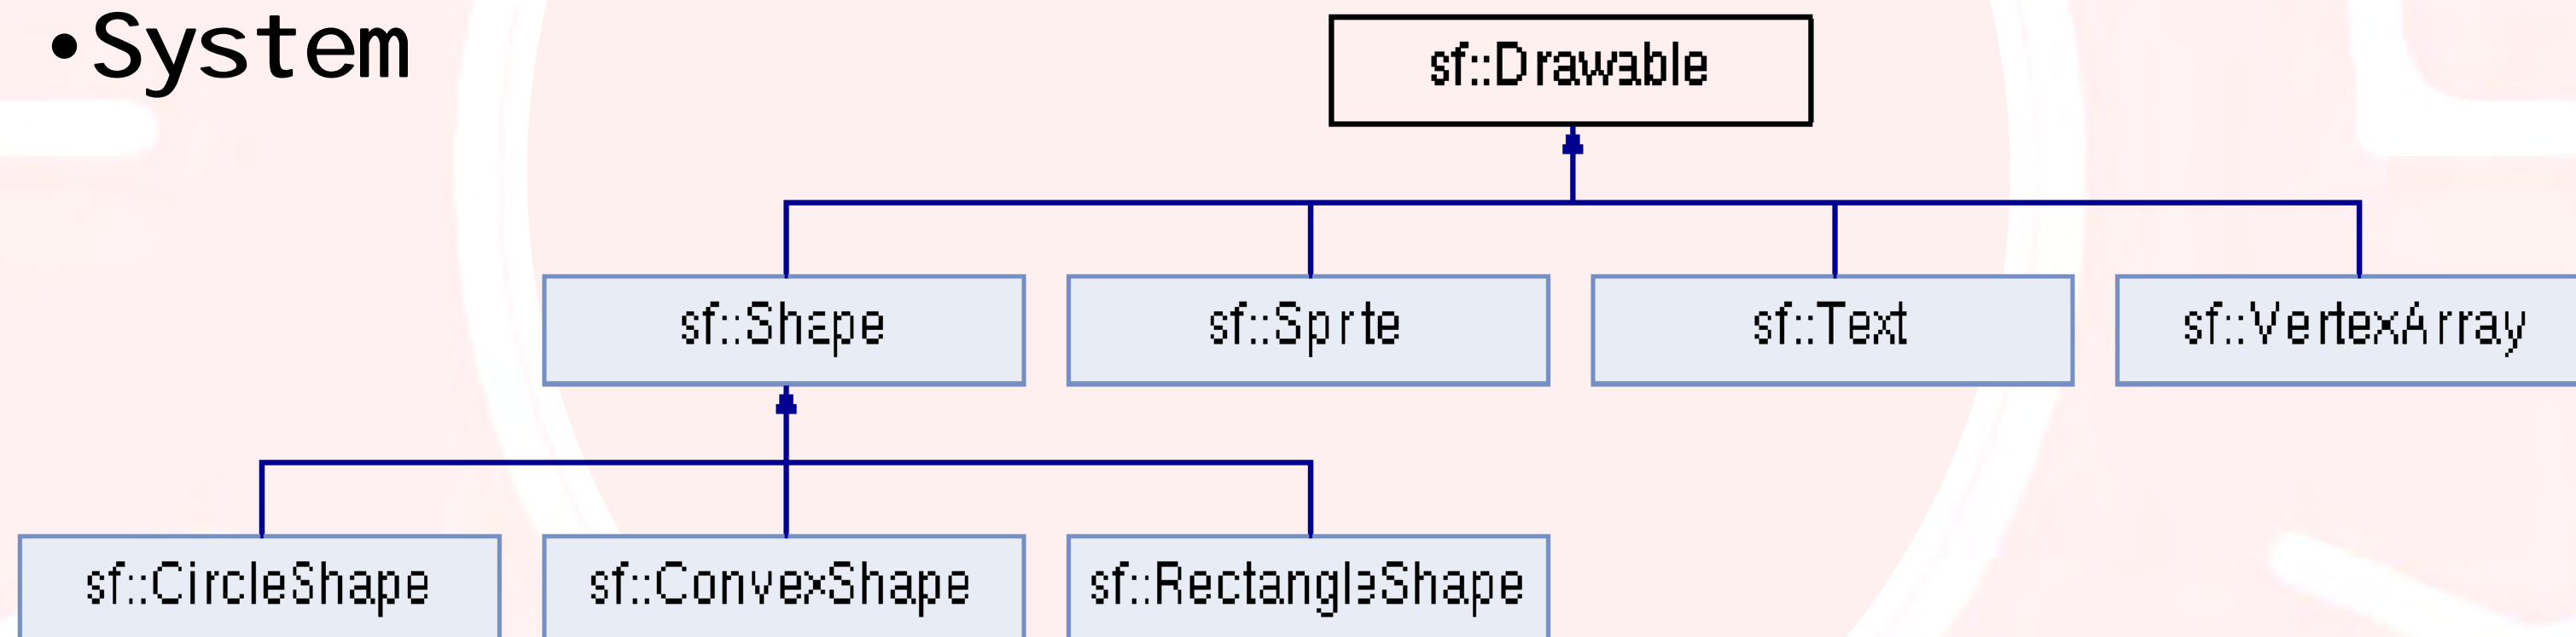 •System
sf::Drawable
sf::Shape sf::Sprite sf::Text sf::VertexArray
sf::CircleShape sf::ConvexShape sf::RectangleShape